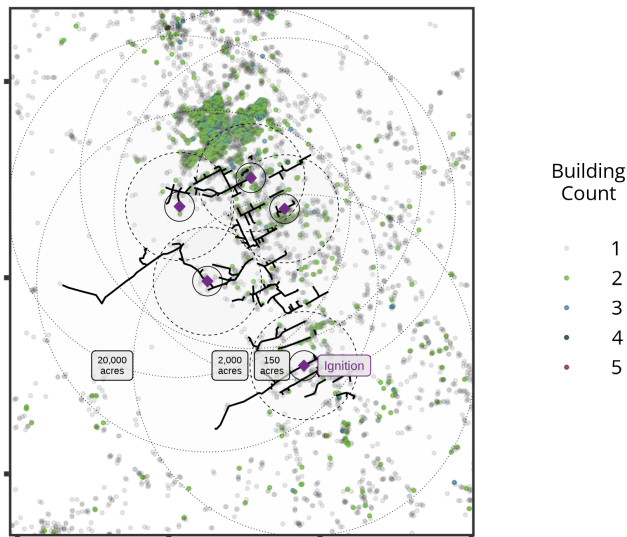 Building
Count
1
2
3
4
5
20,000
acres
2,000
acres
150
acres
Ignition